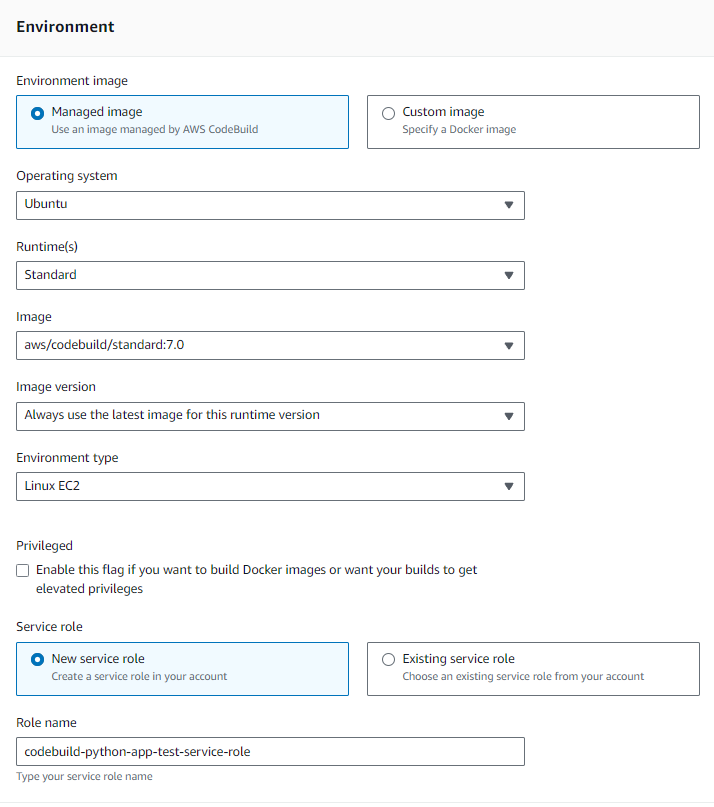 Environment
Environment image
Managed image
Use an image managed by AWS CodeBuild
Custom image
Specify a Docker image
Operating system
Ubuntu
Runtime(s)
Standard
Image
aws/codebuild/standard:7.0
Image version
Always use the latest image for this runtime version
Environment type
Linux EC2
Privileged
Enable this flag if you want to build Docker images or want your builds to get
elevated privileges
Service role
New service role
Create a service role in your account
Existing service role
Choose an existing service role from your account
Role name
codebuild-python-app-test-service-role
Type your service role name